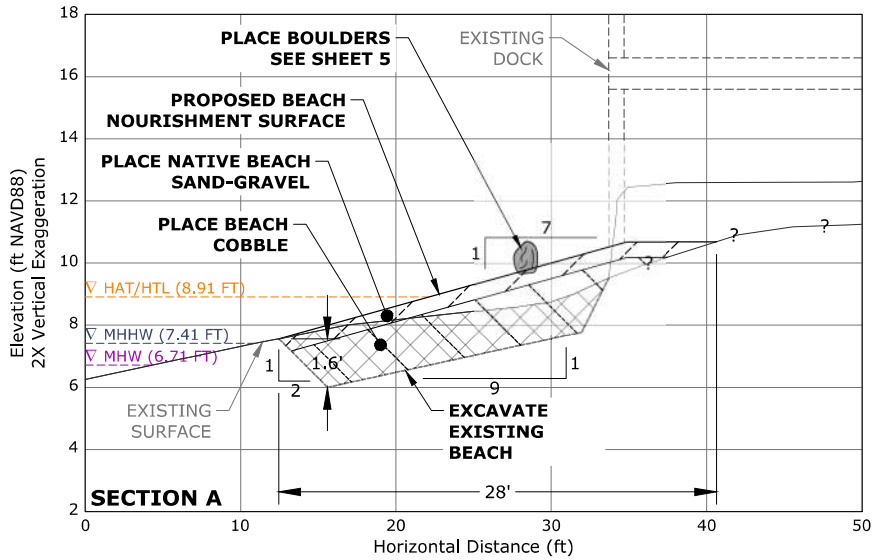 18
16
14
12
10
8
6
4
2
Elevation (ft NAVD88)
2X Vertical Exaggeration
PLACE BOULDERS
SEE SHEET 5
EXISTING
DOCK
PROPOSED BEACH
NOURISHMENT SURFACE
PLACE NATIVE BEACH
SAND-GRAVEL
PLACE BEACH
COBBLE
7
1
?
?
?
HAT/HTL (8.91 FT)
MHHW (7.41 FT)
MHW (6.71 FT)
1
2
1.6'
9
1
EXISTING
SURFACE
EXCAVATE
EXISTING
BEACH
28'
SECTION A
0
10
20
30
40
50
Horizontal Distance (ft)